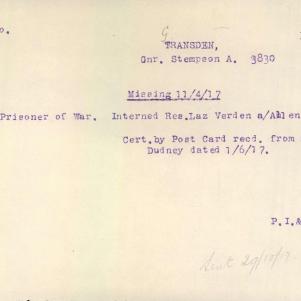 o.
G
TRANSDEN,
Gnr. Stempson A. 3830
Missing 11/4/17
Prisoner of War. Interned Res.Laz Verden a/Allen
Cert.by Post Card recd. from
Dudney dated 1/6/17.
P.I.A
Sent 29/10/17.